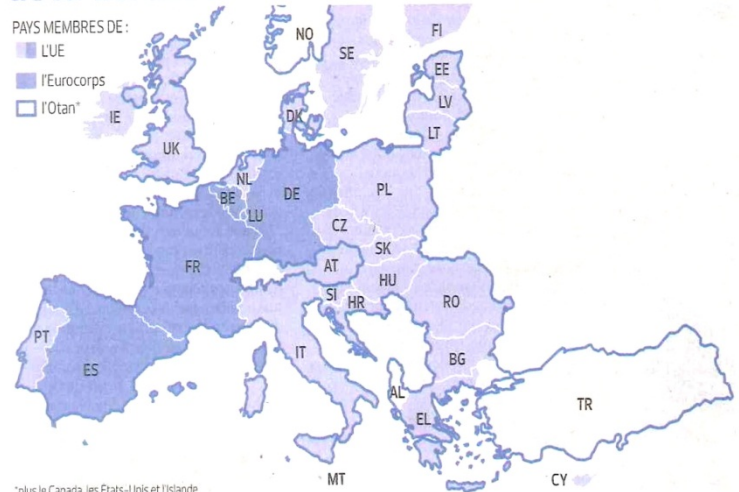 PAYS MEMBRES DE :
L'UE
l'Eurocorps
l'Otan*
NO
SE
FI
EE
LV
LT
IE
UK
DK
NL
BE
LU
DE
PL
CZ
SK
FR
AT
HU
SI
HR
RO
PT
ES
IT
BG
AL
EL
TR
MT
CY
*plus le Canada, les États-Unis et l'Islande